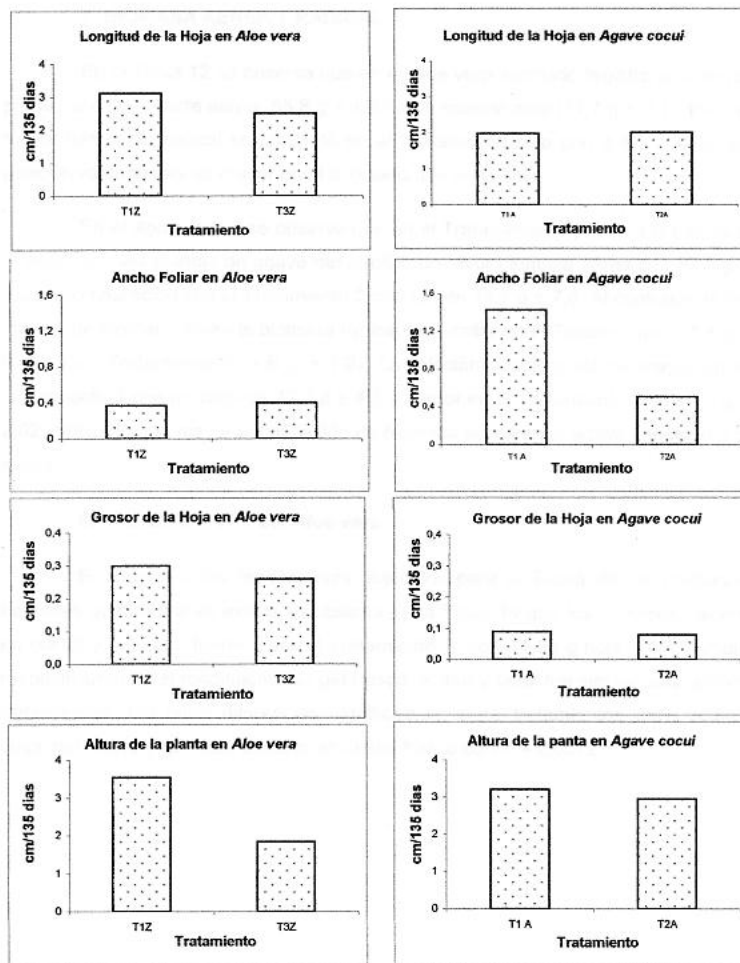 Longitud de la Hoja en Aloe vera
cm/135 días
4
3
2
1
0
T1Z
T3Z
Tratamiento
Longitud de la Hoja en Agave cocui
cm/135 días
4
3
2
1
0
T1 A
T2A
Tratamiento
Ancho Foliar en Aloe vera
cm/135 días
1,6
1,2
0,8
0,4
0
T1Z
T3Z
Tratamiento
Ancho Foliar en Agave cocui
cm/135 días
1,6
1,2
0,8
0,4
0
T1 A
T2A
Tratamiento
Grosor de la Hoja en Aloe vera
cm/135 días
0,4
0,3
0,2
0,1
0,0
T1Z
T3Z
Tratamiento
Grosor de la Hoja en Agave cocui
cm/135 días
0,4
0,3
0,2
0,1
0,0
T1 A
T2A
Tratamiento
Altura de la planta en Aloe vera
cm/135 días
4
3
2
1
0
T1Z
T3Z
Tratamiento
Altura de la panta en Agave cocui
cm/135 días
4
3
2
1
0
T1 A
T2A
Tratamiento